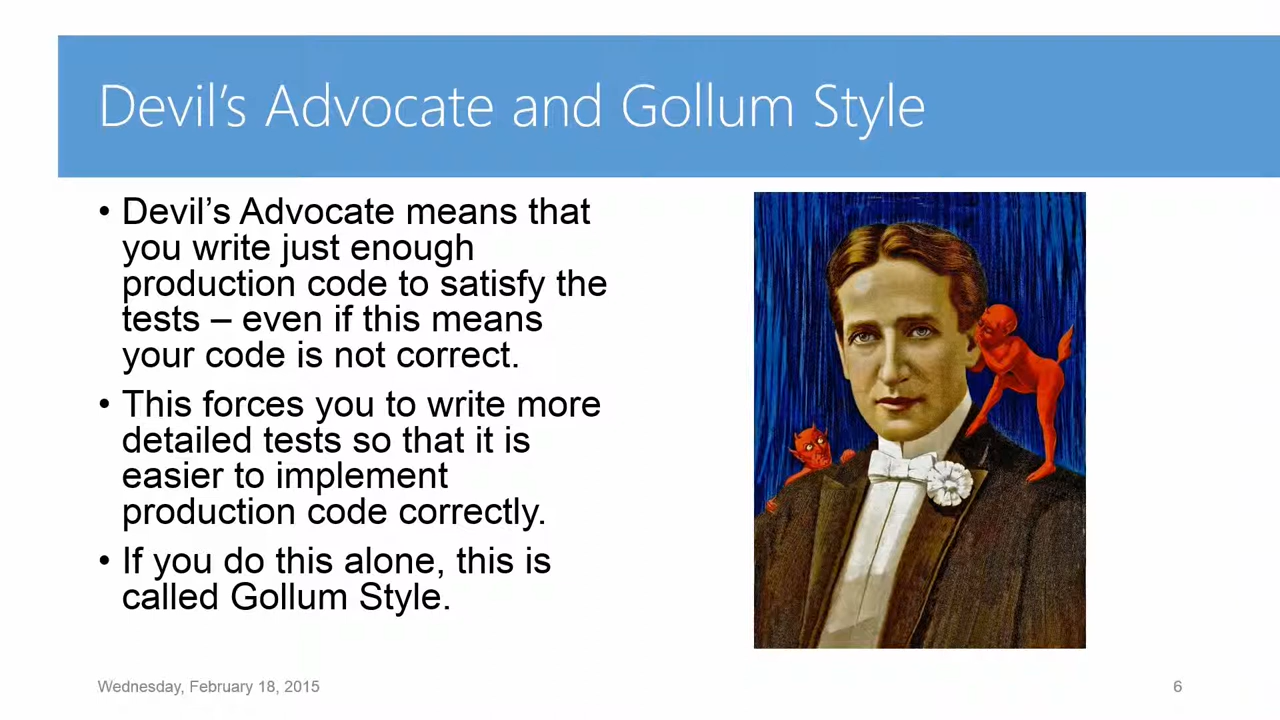 Devil’s Advocate and Gollum Style
• Devil’s Advocate means that
you write just enough
production code to satisfy the
tests – even if this means
your code is not correct.
• This forces you to write more
detailed tests so that it is
easier to implement
production code correctly.
• If you do this alone, this is
called Gollum Style.
Wednesday, February 18, 2015
6